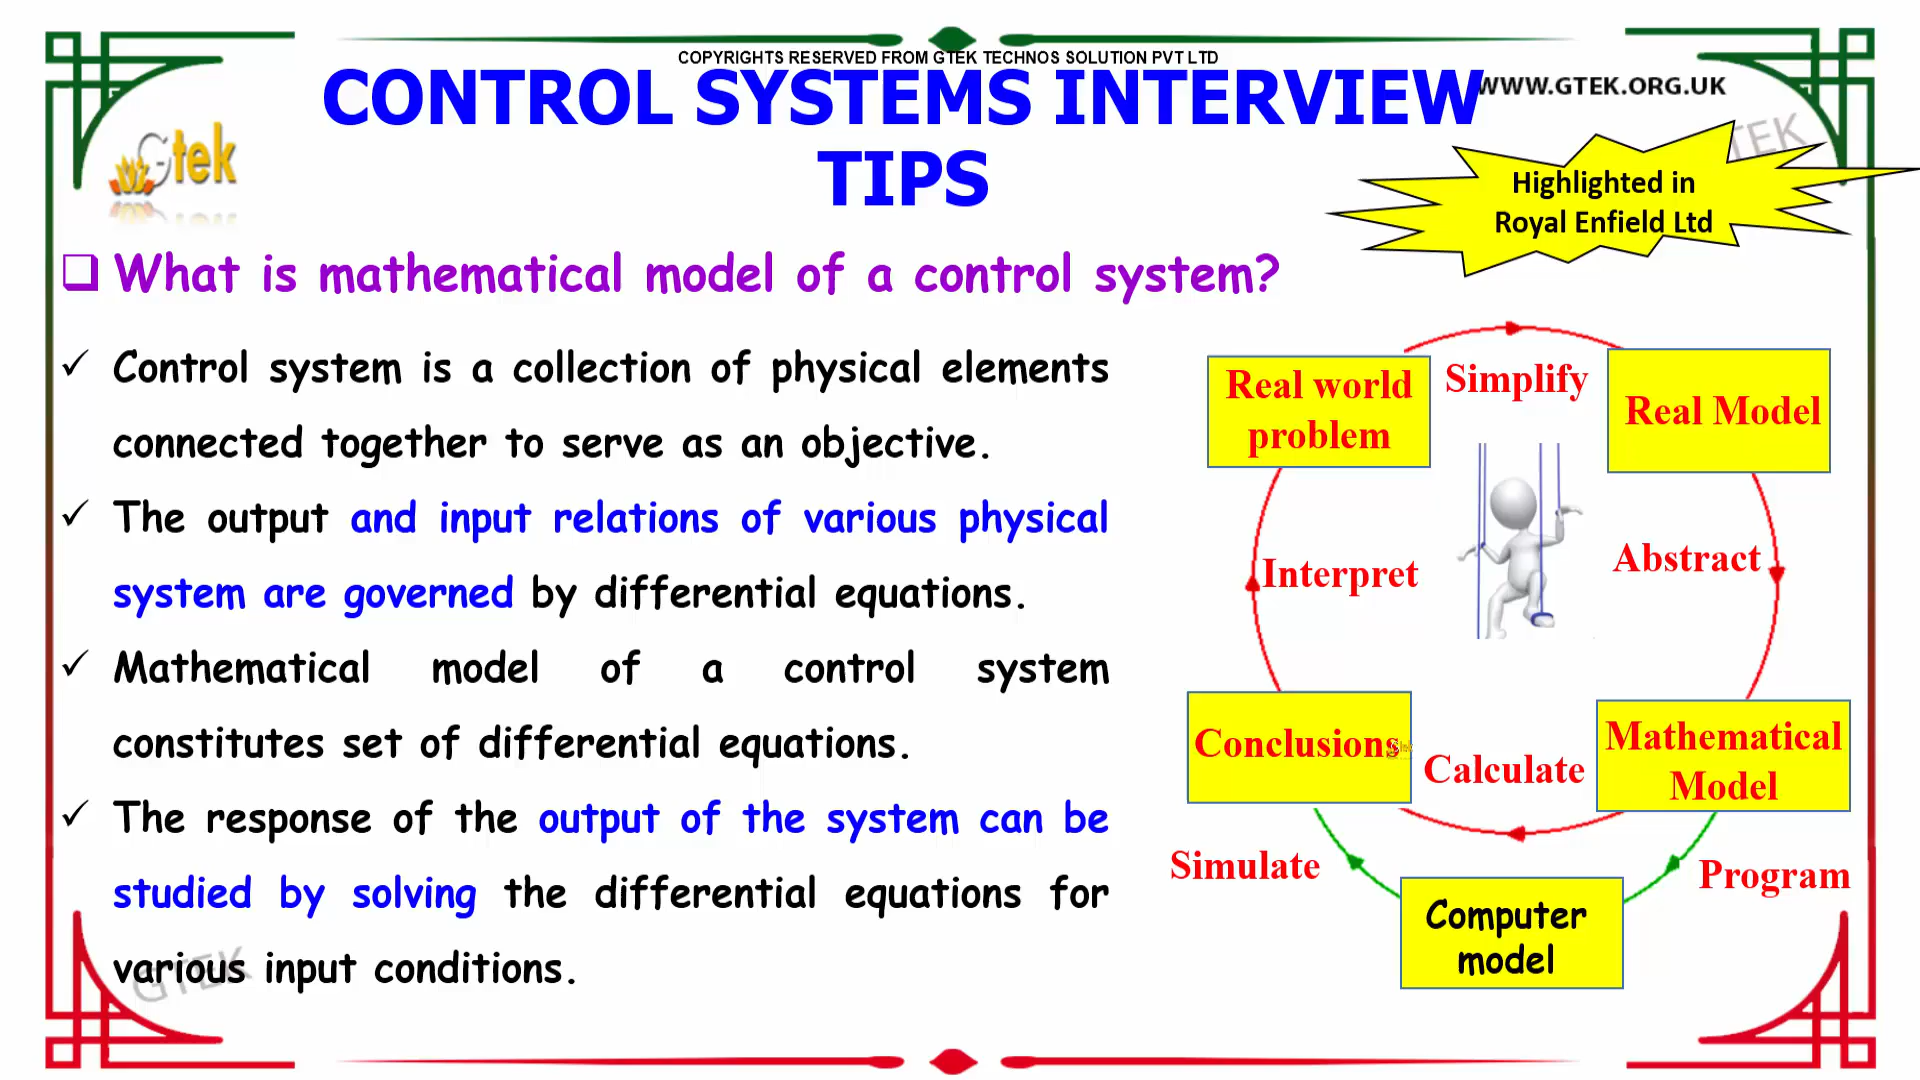 COPYRIGHTS RESERVED FROM GTEK TECHNOS SOLUTION PVT LTD
CONTROL SYSTEMS INTERVIEW
TIPS
WWW.GTEK.ORG.UK
GTEK
Gtek
Highlighted in
Royal Enfield Ltd
What is mathematical model of a control system?
Control system is a collection of physical elements
connected together to serve as an objective.
The output and input relations of various physical
system are governed by differential equations.
Mathematical model of a control system
constitutes set of differential equations.
The response of the output of the system can be
studied by solving the differential equations for
various input conditions.
GTEK
Real world
problem
Simplify
Real Model
Interpret
Abstract
Conclusions
Calculate
Mathematical
Model
Simulate
Program
Computer
model